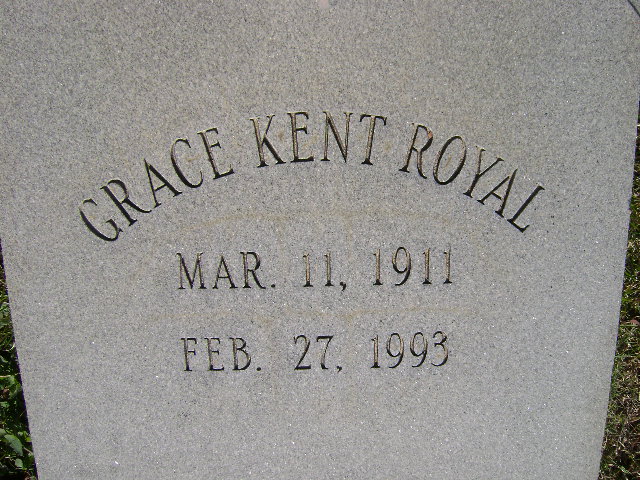 GRACE KENT ROYAL
MAR. 11, 1911
FEB. 27, 1993